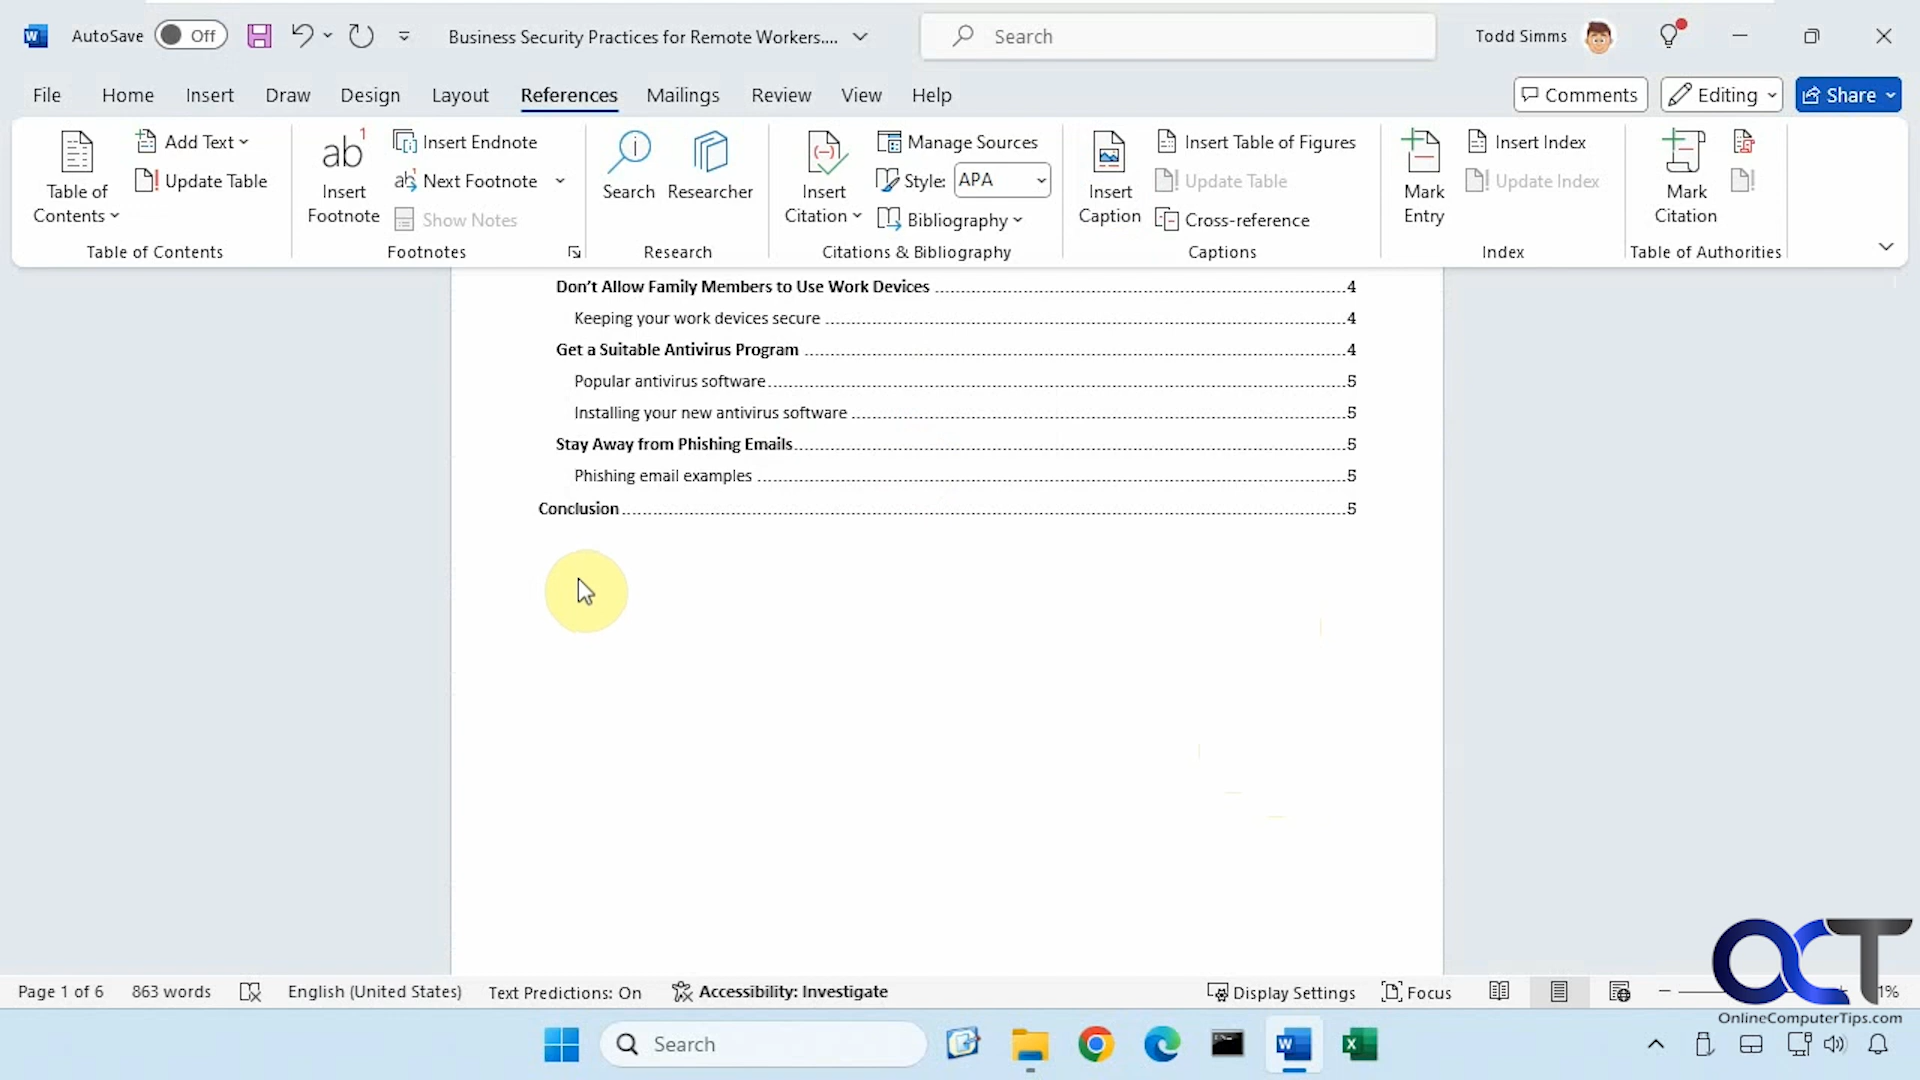 AutoSave Off Business Security Practices for Remote Workers.... Search Todd Simms
File Home Insert Draw Design Layout References Mailings Review View Help Comments Editing Share
Table of Contents
Add Text
Update Table
Table of Contents
ab1
Insert Footnote
Insert Endnote
Next Footnote
Show Notes
Footnotes
Search
Researcher
Research
Insert Citation
Manage Sources
Style: APA
Bibliography
Citations & Bibliography
Insert Caption
Insert Table of Figures
Update Table
Cross-reference
Captions
Mark Entry
Insert Index
Update Index
Index
Mark Citation
Table of Authorities
Don't Allow Family Members to Use Work Devices 4
Keeping your work devices secure 4
Get a Suitable Antivirus Program 4
Popular antivirus software 5
Installing your new antivirus software 5
Stay Away from Phishing Emails 5
Phishing email examples 5
Conclusion 5
Page 1 of 6 863 words English (United States) Text Predictions: On Accessibility: Investigate Display Settings Focus
OCT
OnlineComputerTips.com
Search